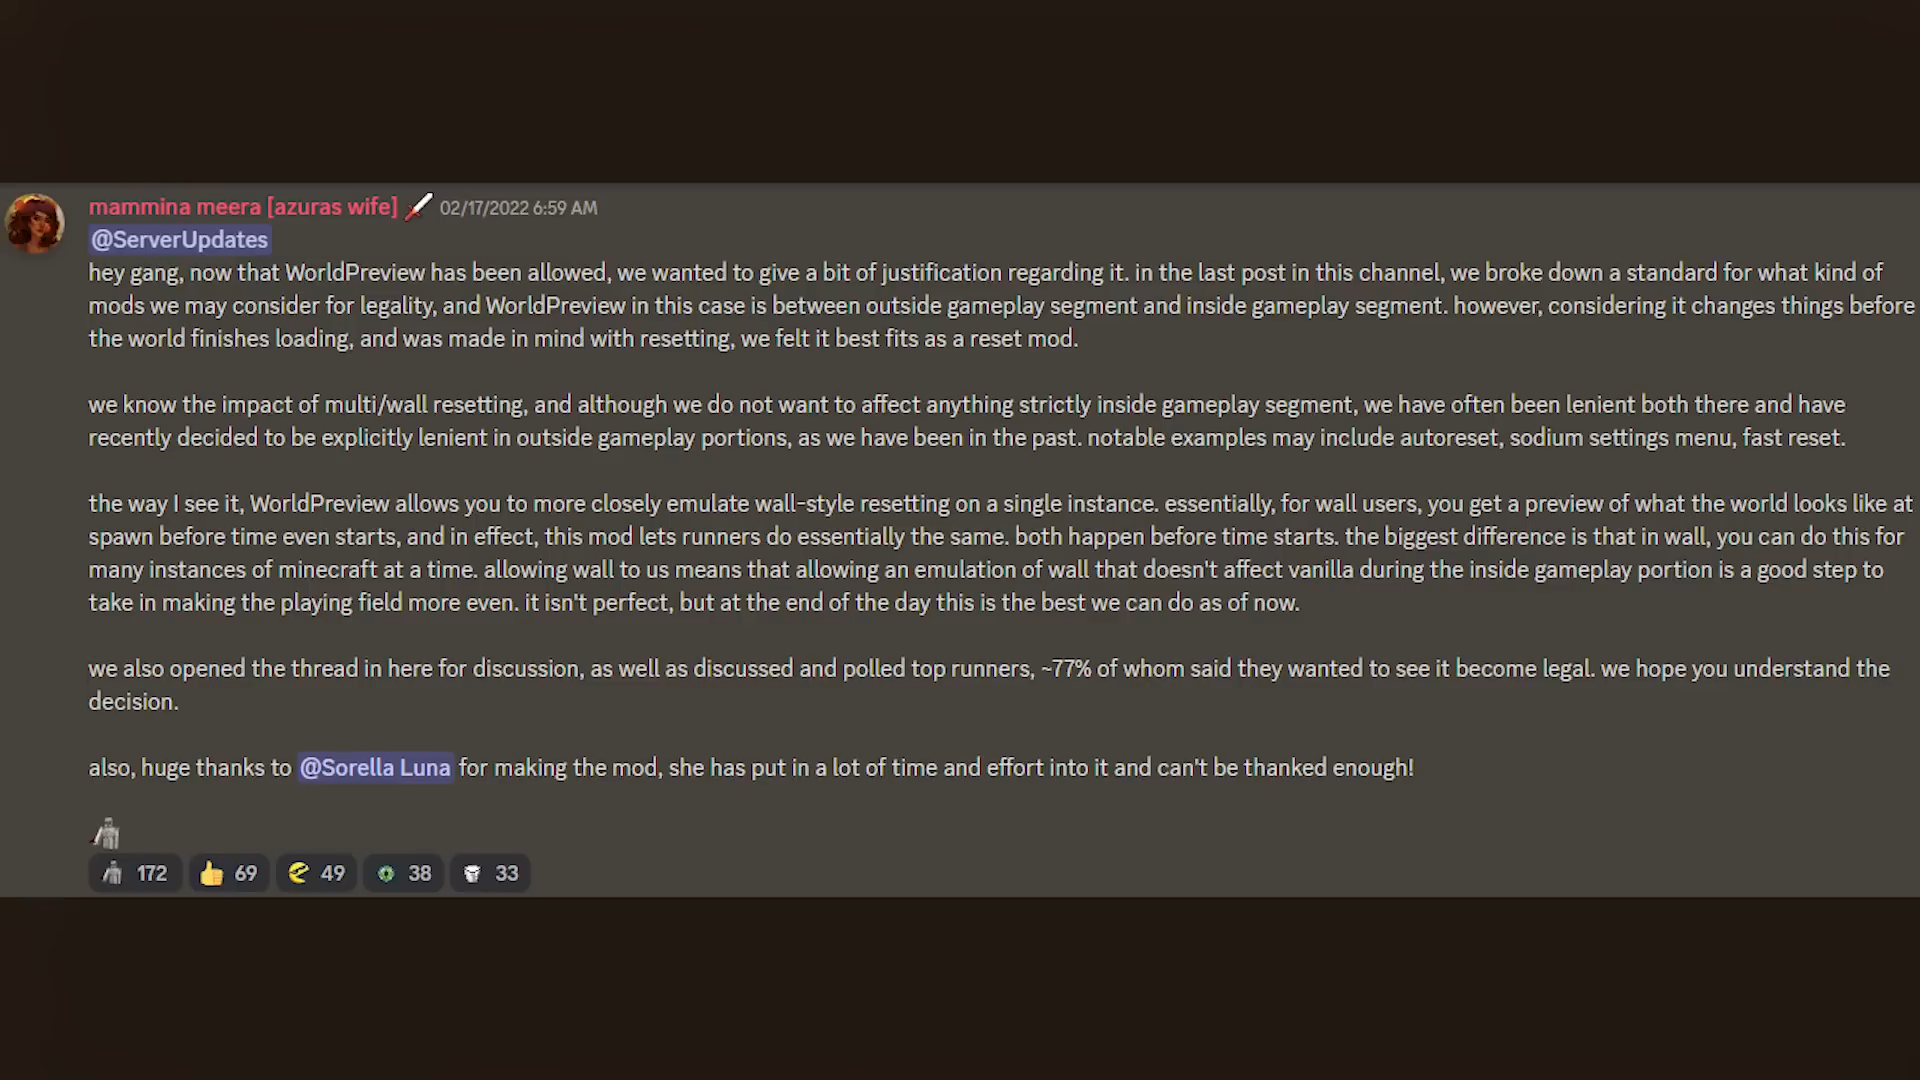 mammina meera [azuras wife] 02/17/2022 6:59 AM
@ServerUpdates
hey gang, now that WorldPreview has been allowed, we wanted to give a bit of justification regarding it. in the last post in this channel, we broke down a standard for what kind of
mods we may consider for legality, and WorldPreview in this case is between outside gameplay segment and inside gameplay segment. however, considering it changes things before
the world finishes loading, and was made in mind with resetting, we felt it best fits as a reset mod.
we know the impact of multi/wall resetting, and although we do not want to affect anything strictly inside gameplay segment, we have often been lenient both there and have
recently decided to be explicitly lenient in outside gameplay portions, as we have been in the past. notable examples may include autoreset, sodium settings menu, fast reset.
the way I see it, WorldPreview allows you to more closely emulate wall-style resetting on a single instance. essentially, for wall users, you get a preview of what the world looks like at
spawn before time even starts, and in effect, this mod lets runners do essentially the same. both happen before time starts. the biggest difference is that in wall, you can do this for
many instances of minecraft at a time. allowing wall to us means that allowing an emulation of wall that doesn't affect vanilla during the inside gameplay portion is a good step to
take in making the playing field more even. it isn't perfect, but at the end of the day this is the best we can do as of now.
we also opened the thread in here for discussion, as well as discussed and polled top runners, ~77% of whom said they wanted to see it become legal. we hope you understand the
decision.
also, huge thanks to @Sorella Luna for making the mod, she has put in a lot of time and effort into it and can't be thanked enough!
172 69 49 38 33